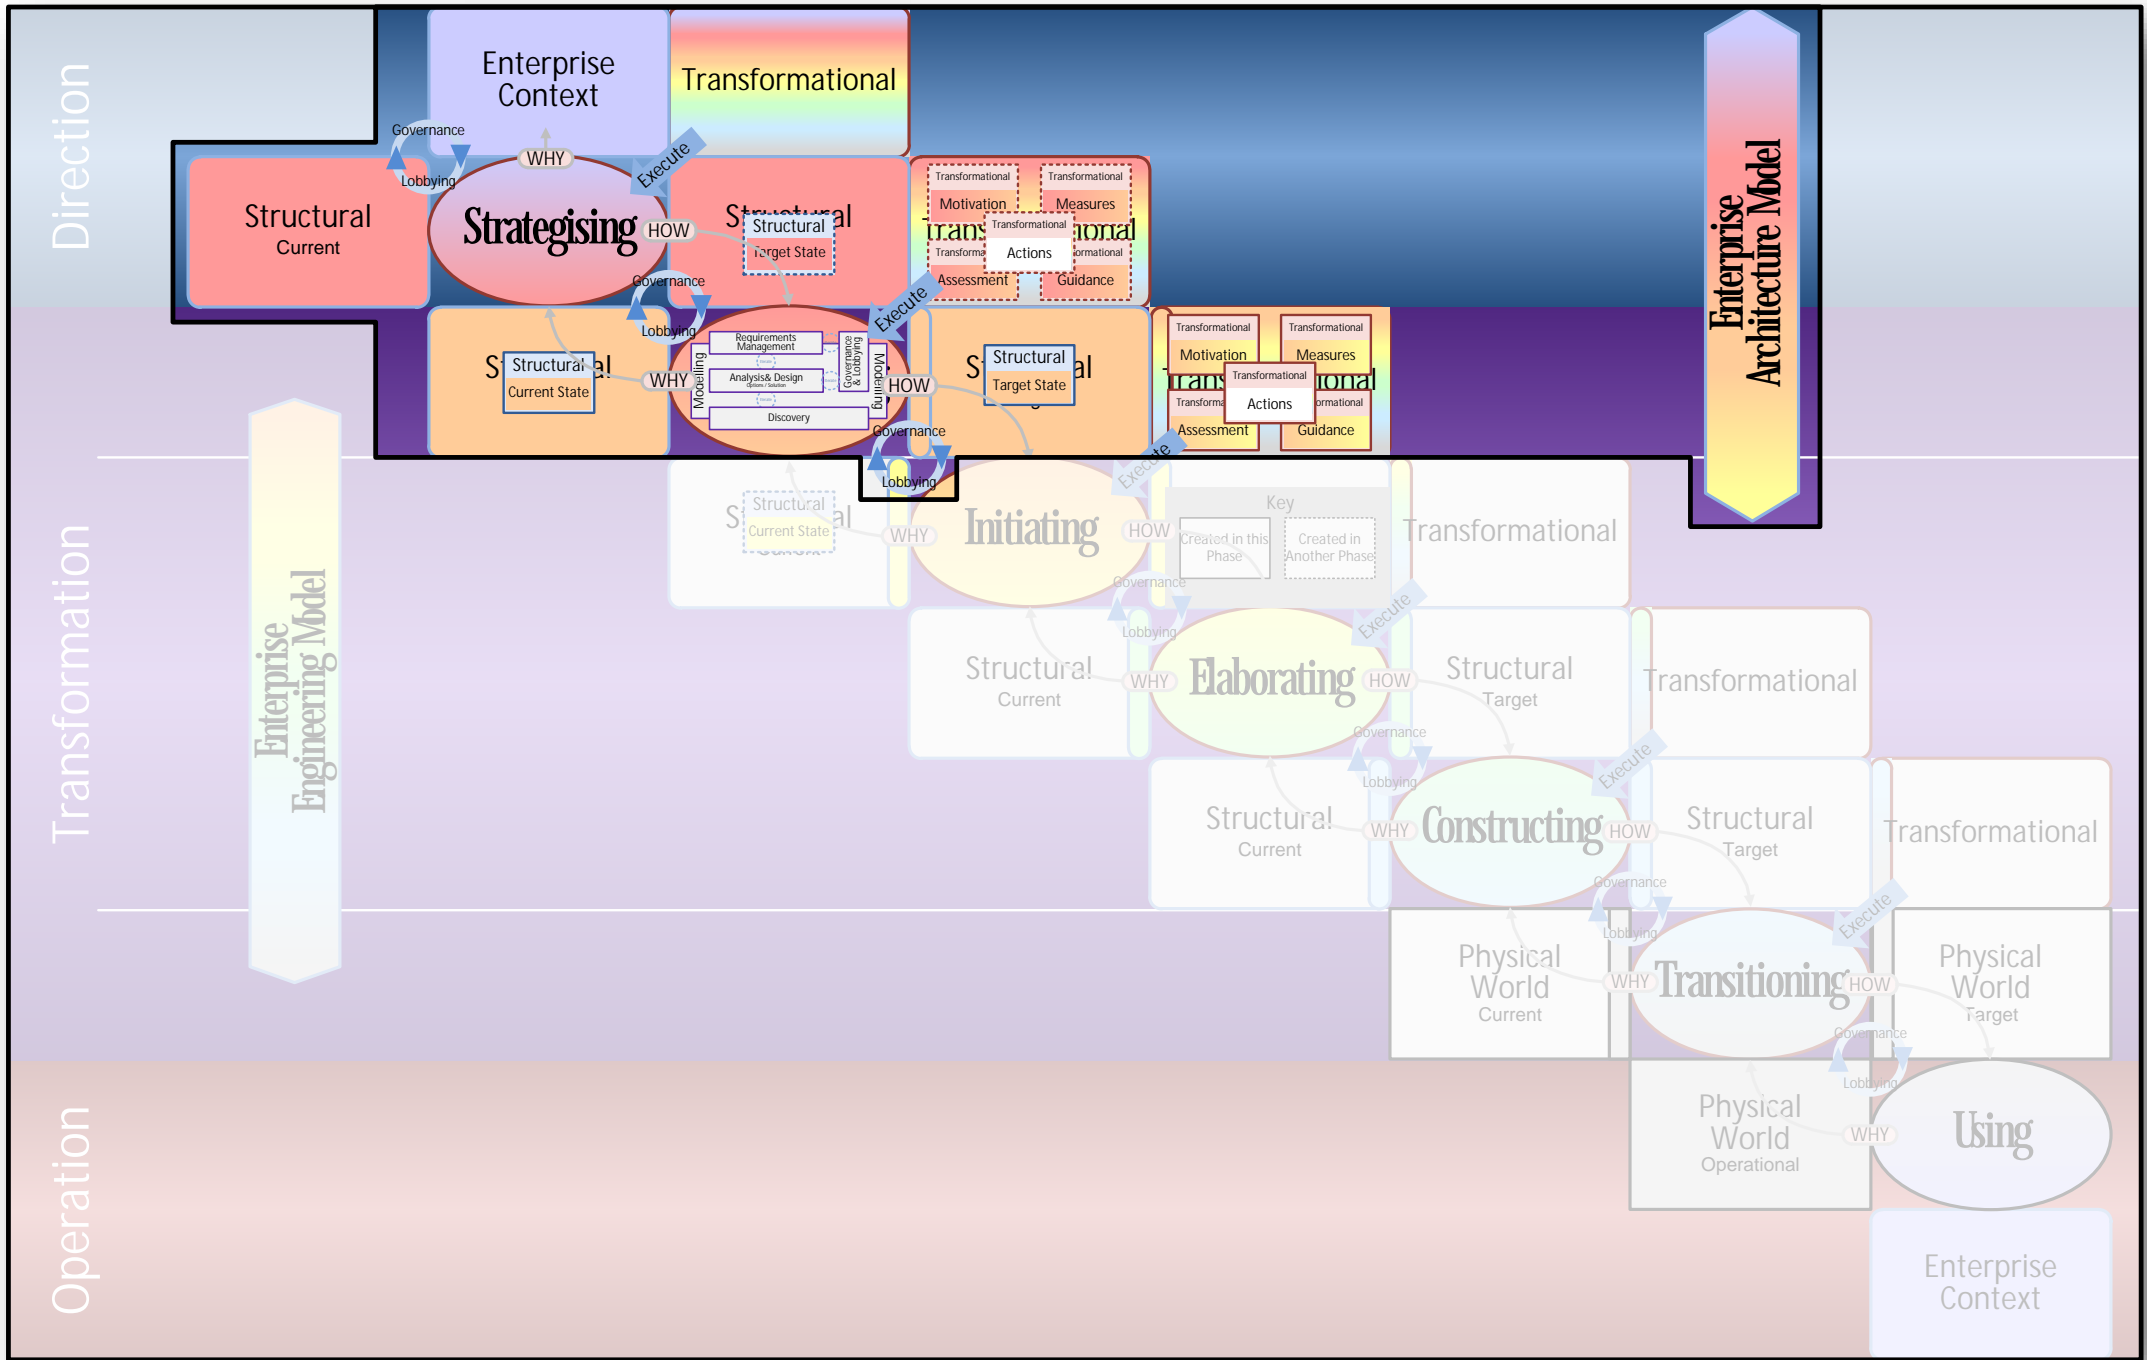 Direction
Transformation
Operation
Enterprise
Context
Transformational
Governance
Lobbying
WHY
Execute
Structural
Current
Strategising
HOW
Structural
Structural
Target State
Transformational
Motivation
Transformational
Measures
Transformational
Actions
Assessment
Guidance
Enterprise
Architecture Model
Governance
Lobbying
Execute
Structural
Current State
WHY
Requirements
Management
Modelling
Analysis& Design
Options / Solution
Governance
& Lobbying
Modelling
Discovery
HOW
Structural
Target State
Transformational
Motivation
Transformational
Measures
Transformational
Actions
Assessment
Guidance
Governance
Lobbying
Execute
Structural
Current State
WHY
Initiating
HOW
Key
Created in this
Phase
Created in
Another Phase
Transformational
Enterprise
Engineering Model
Governance
Lobbying
Execute
Structural
Current
WHY
Elaborating
HOW
Structural
Target
Transformational
Governance
Lobbying
Execute
Structural
Current
WHY
Constructing
HOW
Structural
Target
Transformational
Governance
Lobbying
Execute
Physical
World
Current
WHY
Transitioning
HOW
Physical
World
Target
Governance
Lobbying
Physical
World
Operational
WHY
Using
Enterprise
Context